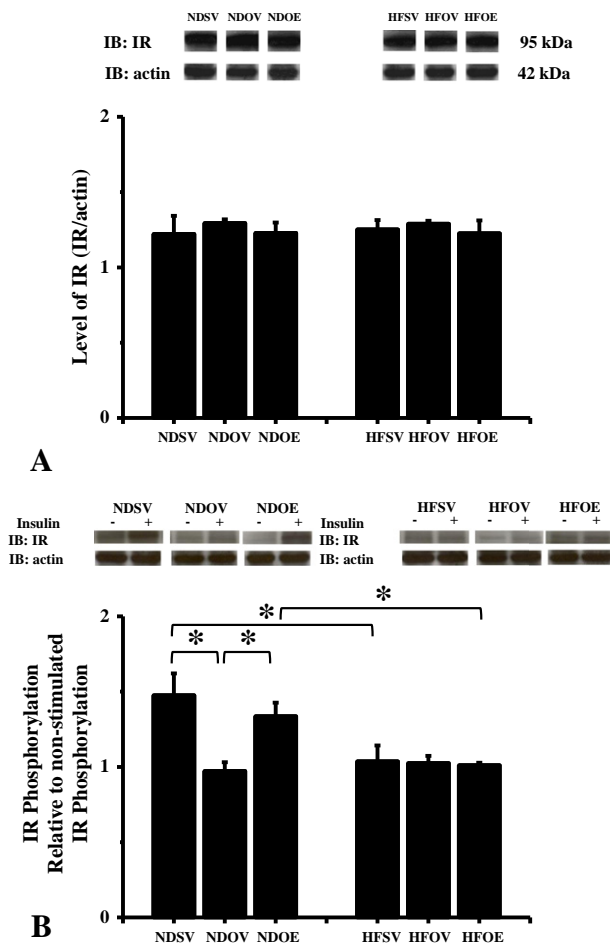 NDSV NDOV NDOE HFSV HFOV HFOE
IB: IR 95 kDa
IB: actin 42 kDa
2
1
0
Level of IR (IR/actin)
NDSV NDOV NDOE HFSV HFOV HFOE
A
NDSV NDOV NDOE HFSV HFOV HFOE
Insulin - + - + - + Insulin - + - + - +
IB: IR IB: IR
IB: actin IB: actin
2
1
0
* * * *
IR Phosphorylation
Relative to non-stimulated
IR Phosphorylation
NDSV NDOV NDOE HFSV HFOV HFOE
B